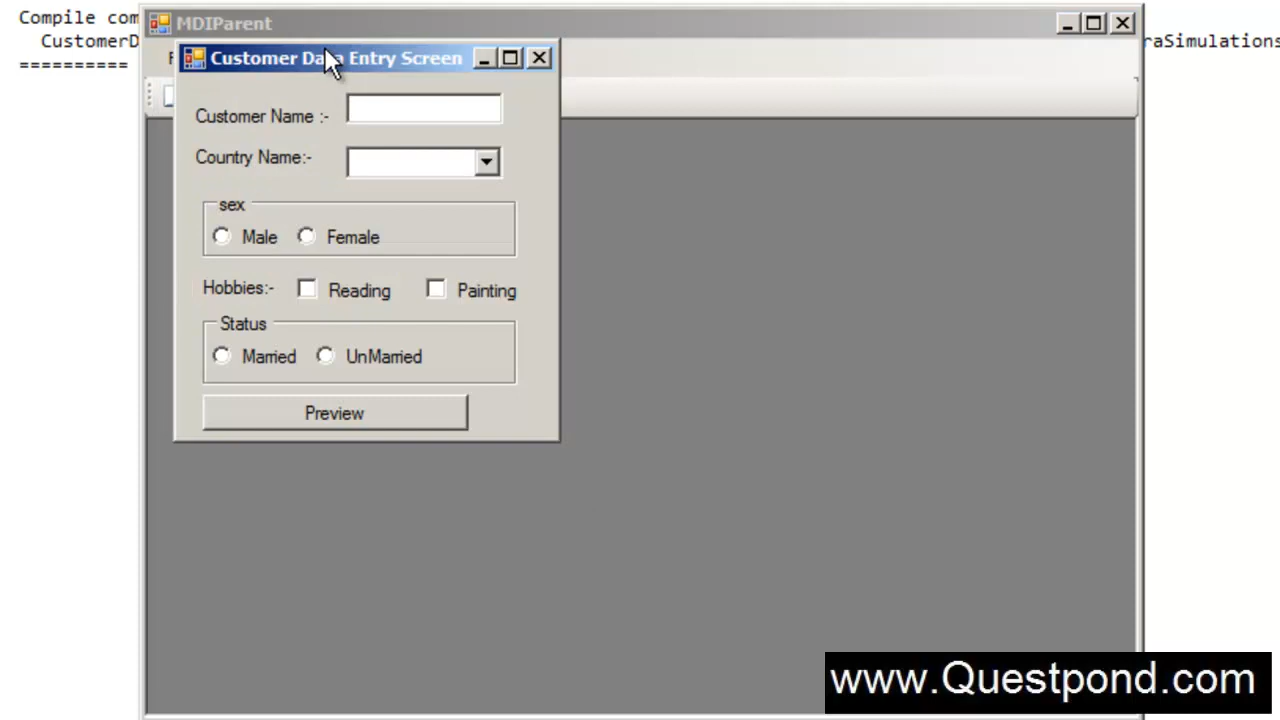 Compile com
CustomerD
==========
MDIParent
raSimulations
Customer Data Entry Screen
Customer Name :-
Country Name:-
sex
Male Female
Hobbies:- Reading Painting
Status
Married UnMarried
Preview
www.Questpond.com